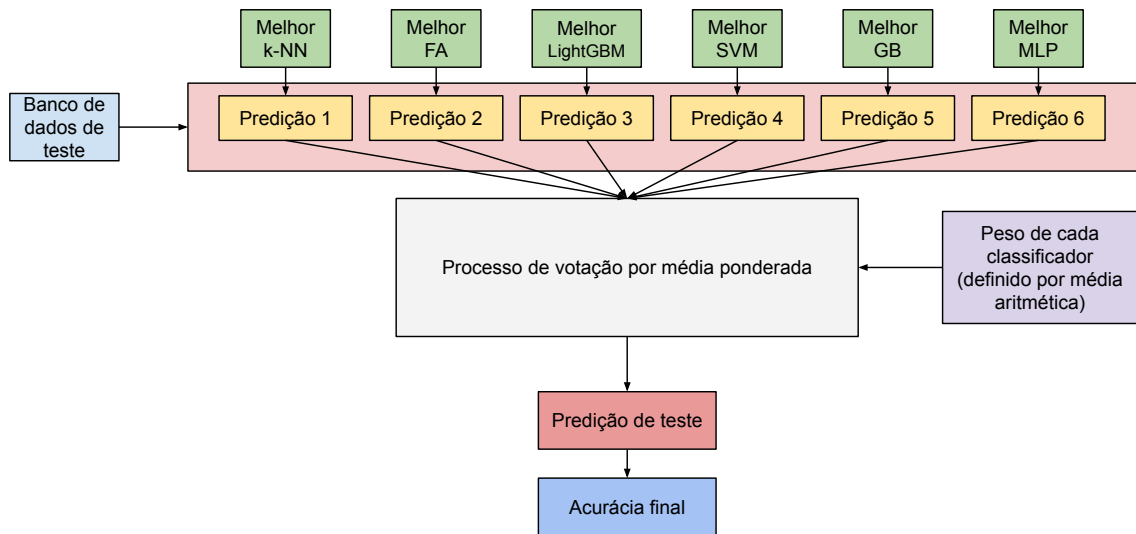 Melhor
k-NN
Melhor
FA
Melhor
LightGBM
Melhor
SVM
Melhor
GB
Melhor
MLP
Banco de
dados de
teste
Predição 1
Predição 2
Predição 3
Predição 4
Predição 5
Predição 6
Processo de votação por média ponderada
Peso de cada
classificador
(definido por média
aritmética)
Predição de teste
Acurácia final